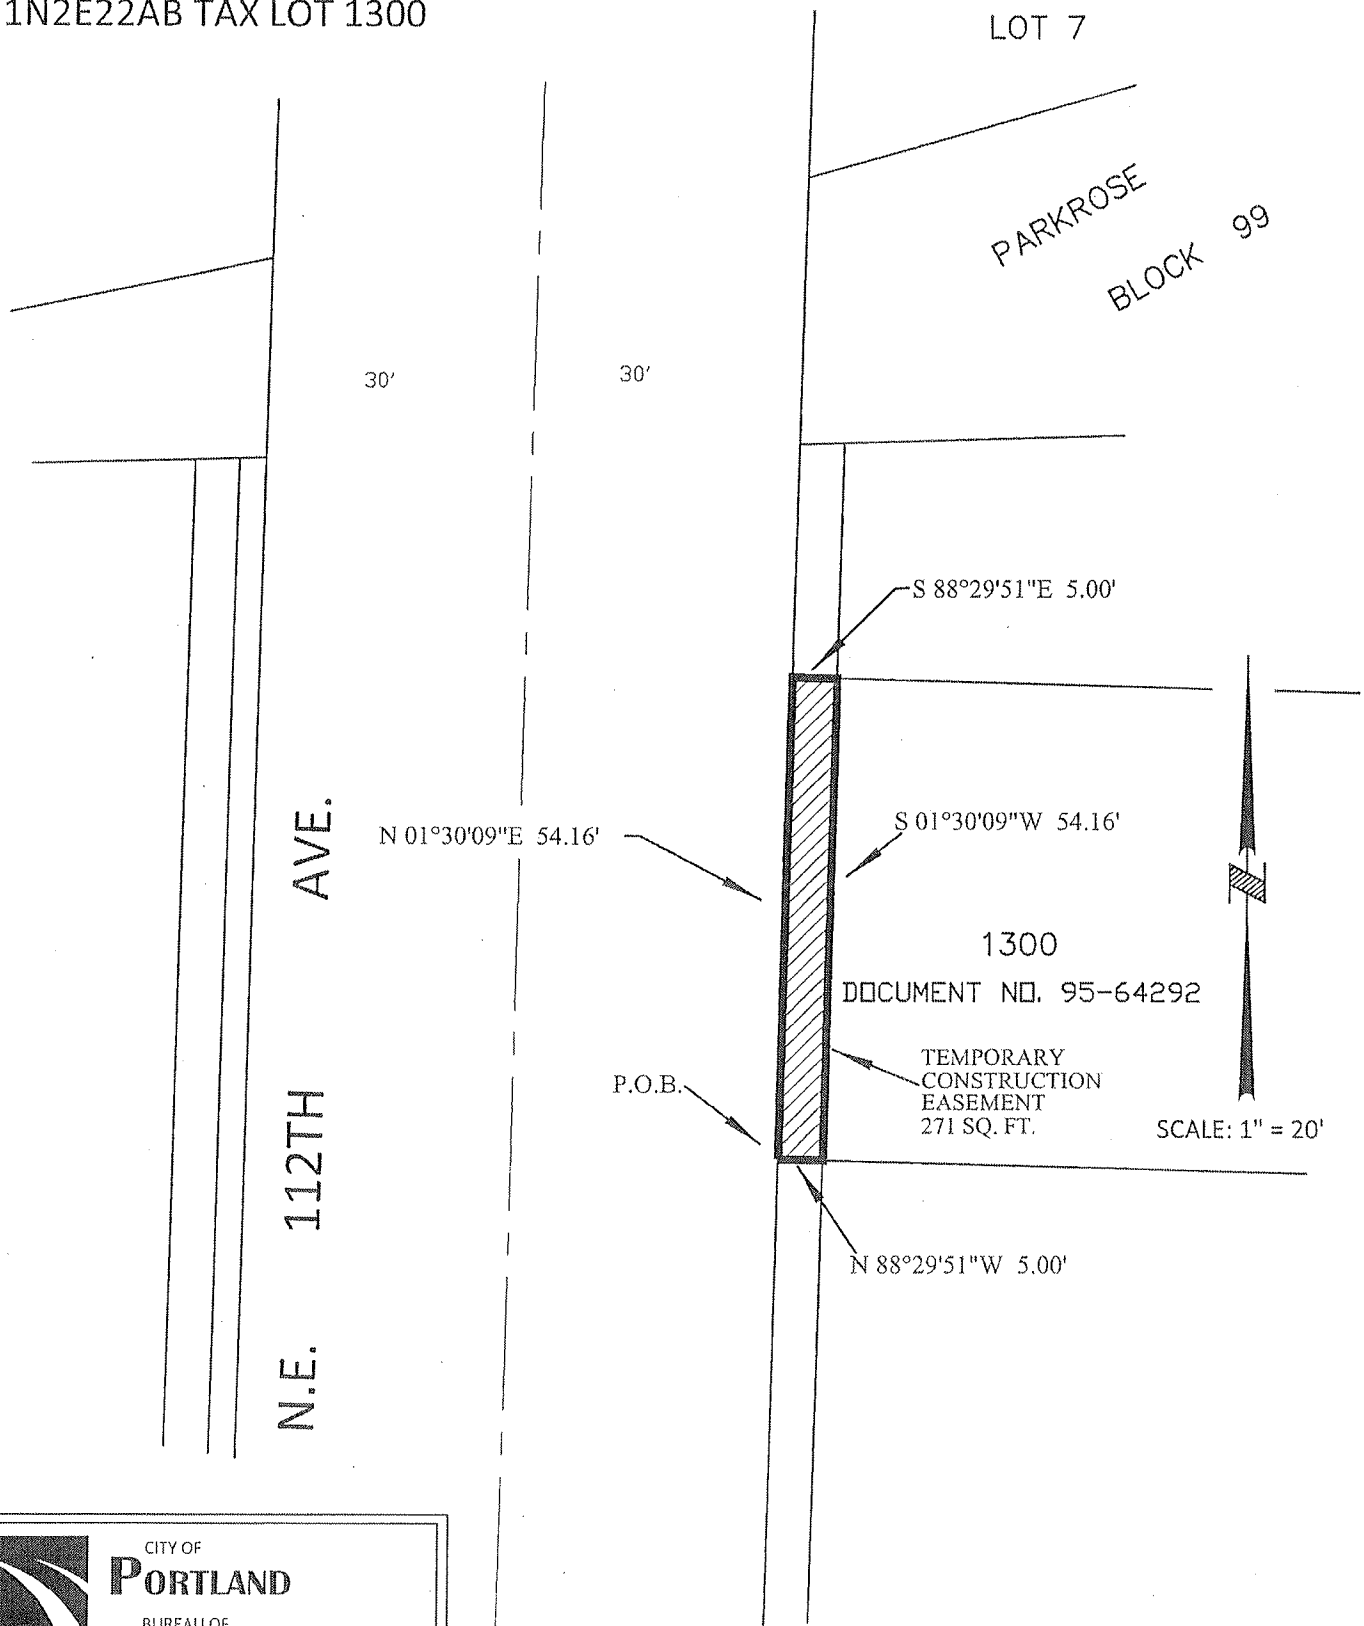 1N2E22AB TAX LOT 1300
LOT 7
PARKROSE
BLOCK 99
30'
30'
S 88°29'51"E 5.00'
N 01°30'09"E 54.16'
S 01°30'09"W 54.16'
1300
DOCUMENT NO. 95-64292
TEMPORARY
CONSTRUCTION
EASEMENT
271 SQ. FT.
P.O.B.
N
SCALE: 1" = 20'
N 88°29'51"W 5.00'
N.E. 112TH AVE.
CITY OF
PORTLAND
BUREAU OF